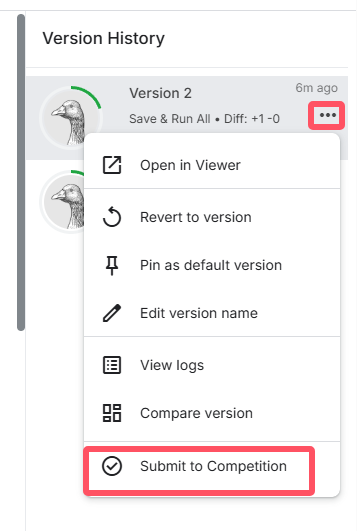 Version History
Version 2
6m ago
Save & Run All • Diff: +1 -0
Open in Viewer
Revert to version
Pin as default version
Edit version name
View logs
Compare version
Submit to Competition